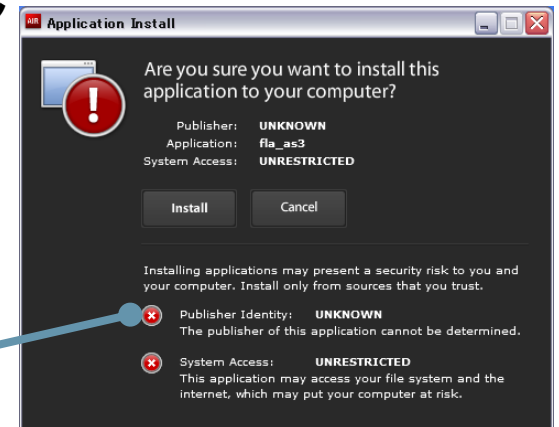 AIR Application Install
Are you sure you want to install this
application to your computer?
Publisher: UNKNOWN
Application: fla_as3
System Access: UNRESTRICTED
Install Cancel
Installing applications may present a security risk to you and
your computer. Install only from sources that you trust.
Publisher Identity: UNKNOWN
The publisher of this application cannot be determined.
System Access: UNRESTRICTED
This application may access your file system and the
internet, which may put your computer at risk.